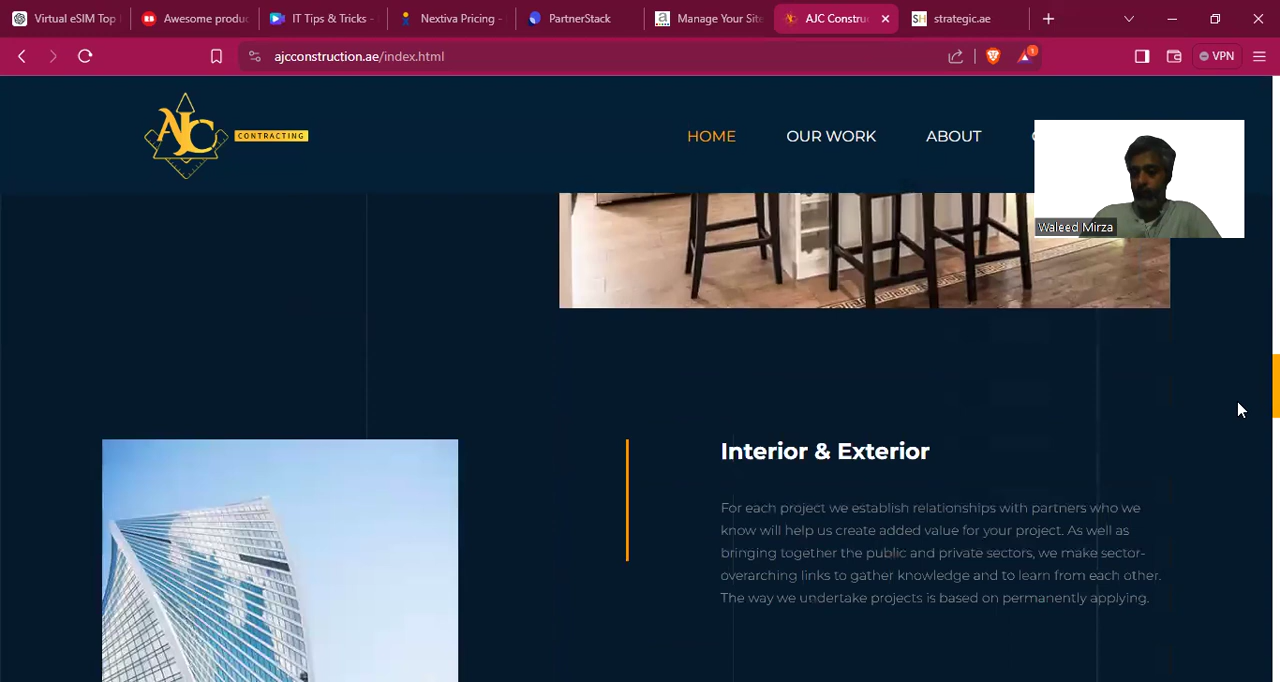 Virtual eSIM Top
Awesome produc
IT Tips & Tricks -
Nextiva Pricing -
PartnerStack
Manage Your Site
AJC Constru
strategic.ae
ajcconstruction.ae/index.html
1
VPN
AJC
CONTRACTING
HOME
OUR WORK
ABOUT
Waleed Mirza
Interior & Exterior
For each project we establish relationships with partners who we
know will help us create added value for your project. As well as
bringing together the public and private sectors, we make sector-
overarching links to gather knowledge and to learn from each other.
The way we undertake projects is based on permanently applying.